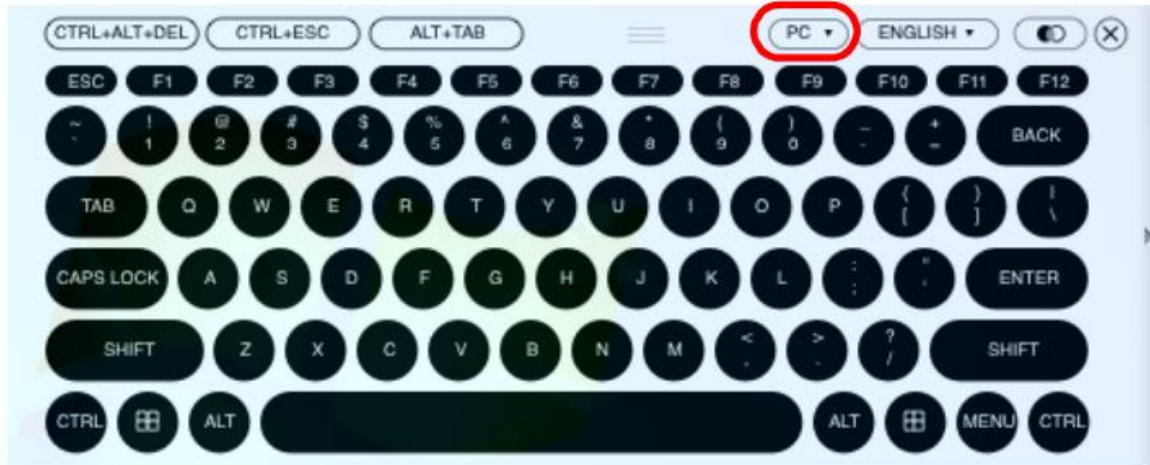 CTRL+ALT+DEL CTRL+ESC ALT+TAB PC ▾ ENGLISH ▾
ESC F1 F2 F3 F4 F5 F6 F7 F8 F9 F10 F11 F12
~ ! @ # $ % ^ & * ( ) _ +
` 1 2 3 4 5 6 7 8 9 0 - = BACK
TAB Q W E R T Y U I O P { [ } ] | \
CAPS LOCK A S D F G H J K L : ; " ' ENTER
SHIFT Z X C V B N M < , > . ? / SHIFT
CTRL ALT ALT MENU CTRL